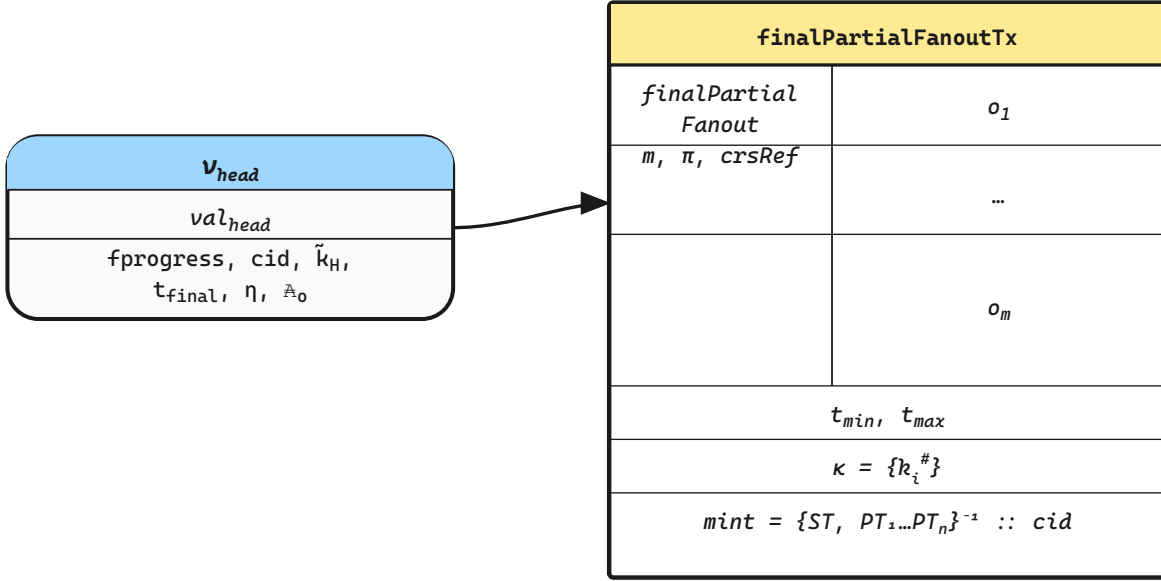 ν_head
val_head
fprogress, cid, k̃_H,
t_final, η, 𝔸_o
finalPartialFanoutTx
finalPartial
Fanout
m, π, crsRef
o_1
…
o_m
t_min, t_max
κ = {k_i^#}
mint = {ST, PT₁…PT_n}⁻¹ :: cid